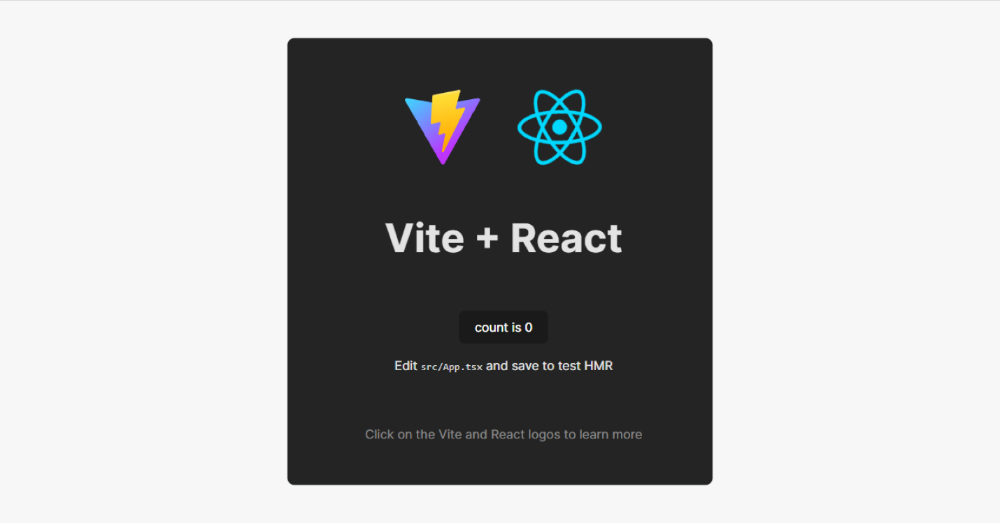 Vite + React
count is 0
Edit src/App.tsx and save to test HMR
Click on the Vite and React logos to learn more